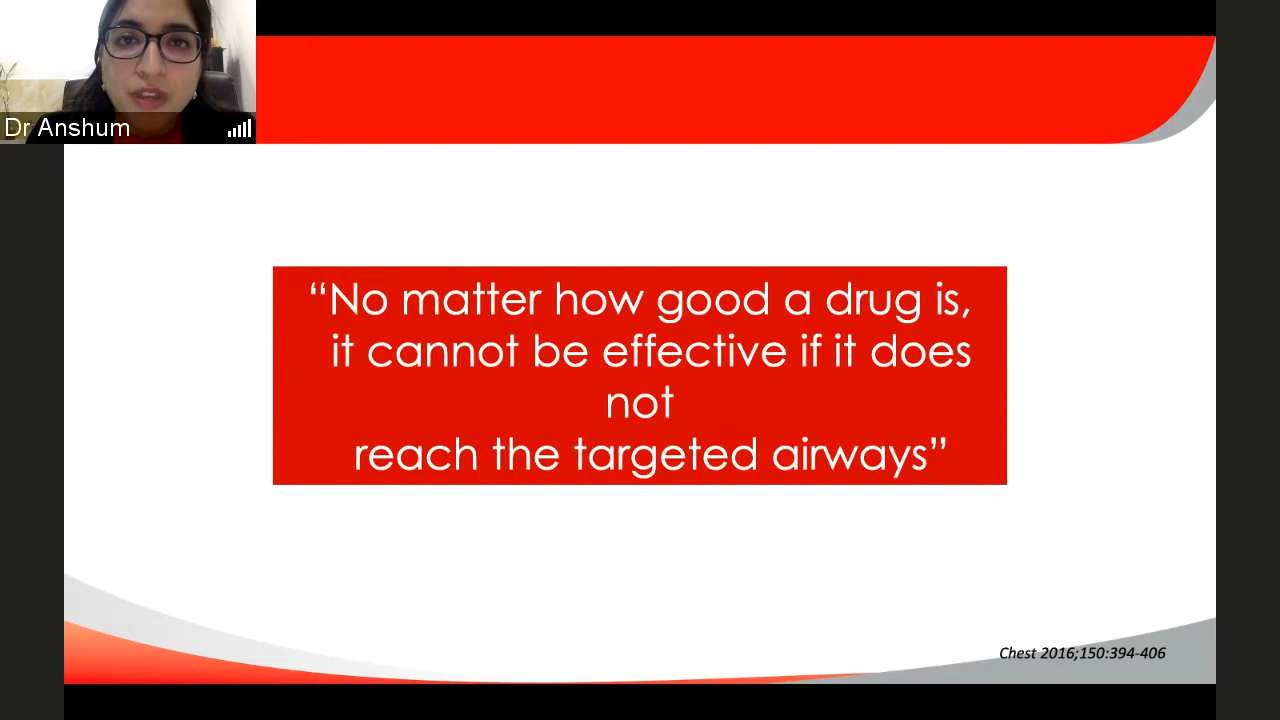 Dr Anshum
“No matter how good a drug is,
it cannot be effective if it does
not
reach the targeted airways”
Chest 2016;150:394-406